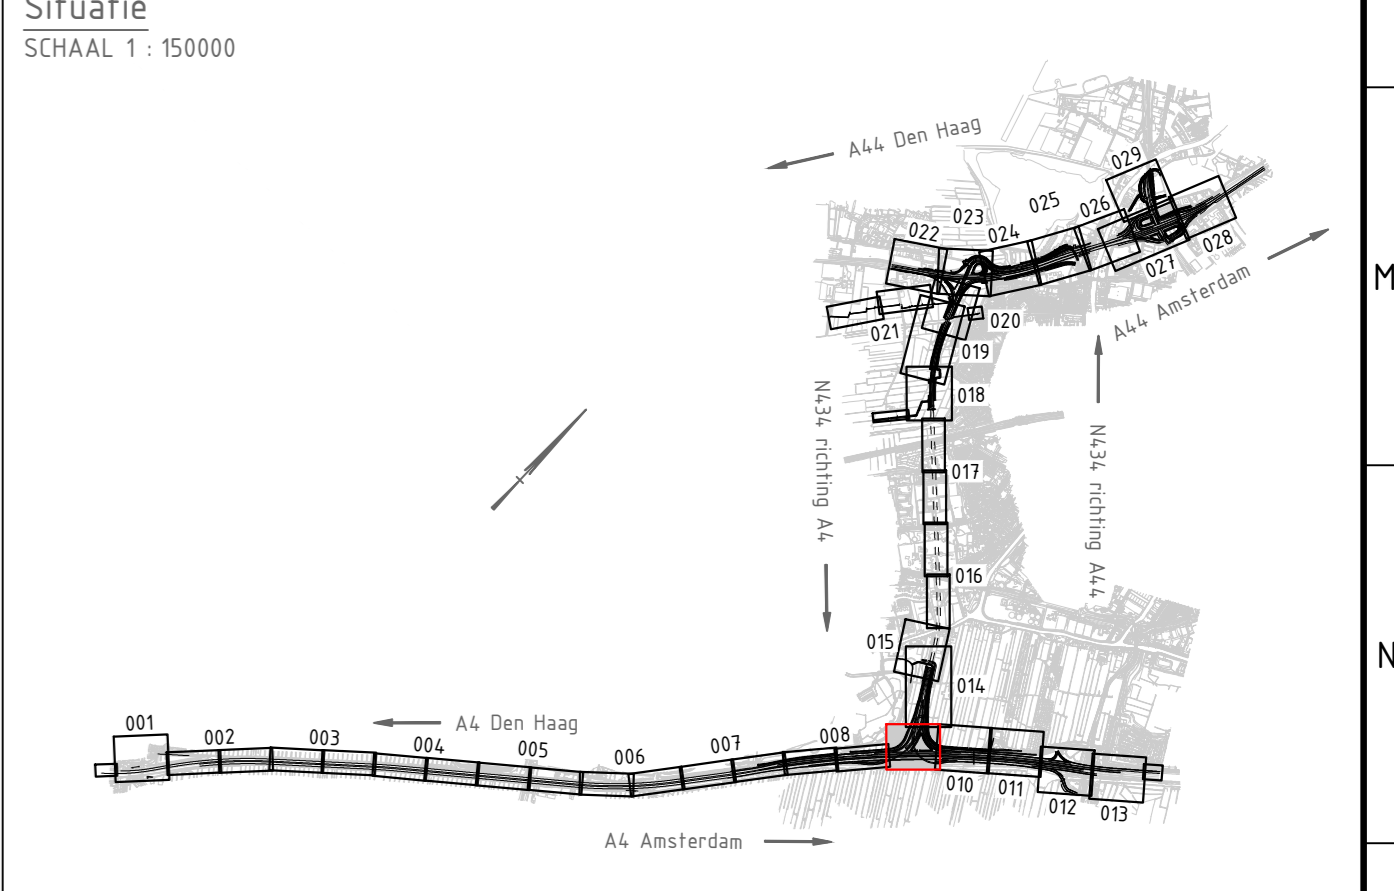 Situatie
SCHAAL 1 : 150000
A44 Den Haag
029
025
026
023
022
024
028
027
A44 Amsterdam
M
021
020
019
018
N434 richting A4
N434 richting A44
017
016
015
014
N
001
A4 Den Haag
002
003
004
005
006
007
008
010
011
012
013
A4 Amsterdam